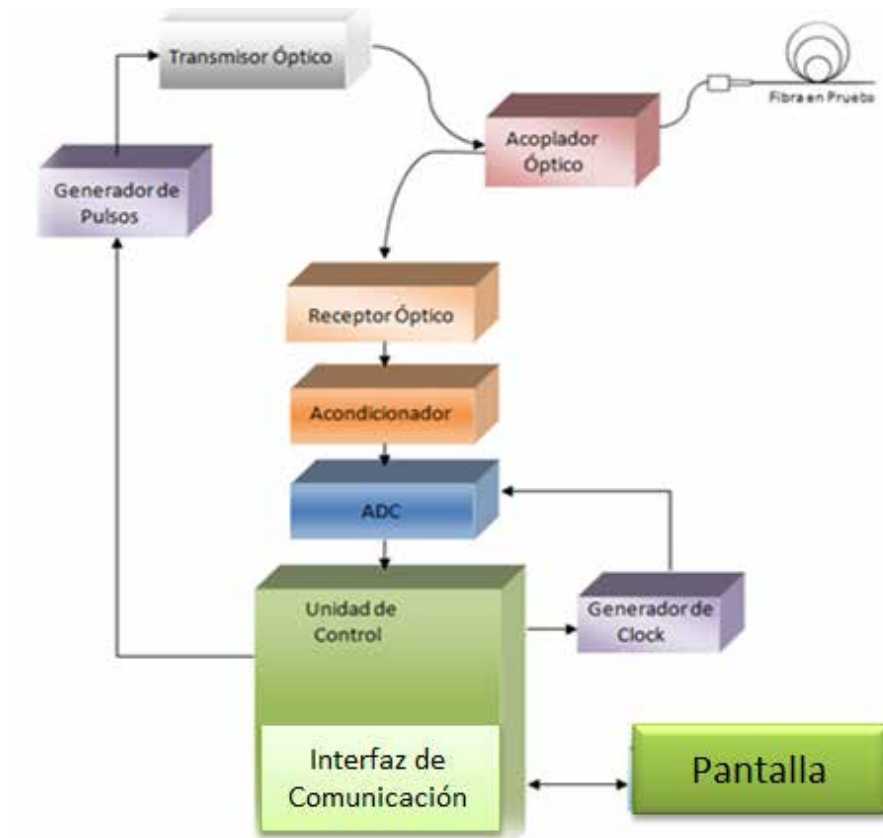 Transmisor Óptico
Fibra en Prueba
Acoplador
Óptico
Generador de
Pulsos
Receptor Óptico
Acondicionador
ADC
Unidad de
Control
Generador de
Clock
Interfaz de
Comunicación
Pantalla